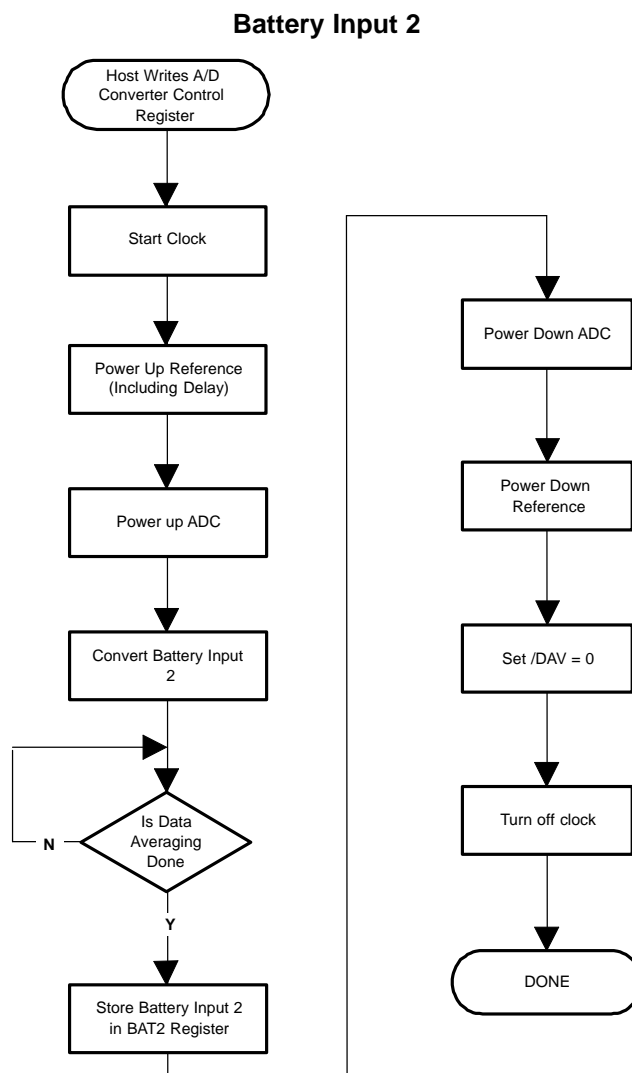 Battery Input 2
Host Writes A/D
Converter Control
Register
Start Clock
Power Up Reference
(Including Delay)
Power up ADC
Convert Battery Input
2
Is Data
Averaging
Done
N
Y
Store Battery Input 2
in BAT2 Register
Power Down ADC
Power Down
Reference
Set /DAV = 0
Turn off clock
DONE